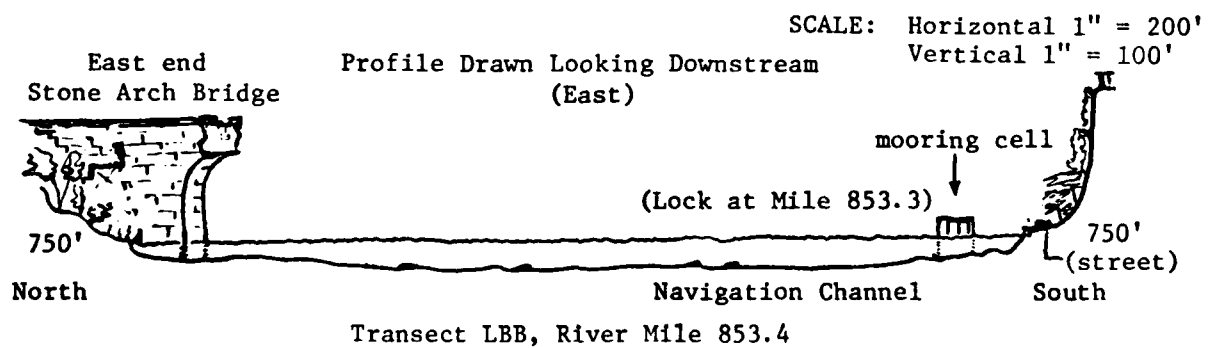 SCALE: Horizontal 1" = 200'
Vertical 1" = 100'
East end
Stone Arch Bridge
Profile Drawn Looking Downstream
(East)
mooring cell
(Lock at Mile 853.3)
750'
750'
(street)
North
Navigation Channel
South
Transect LBB, River Mile 853.4